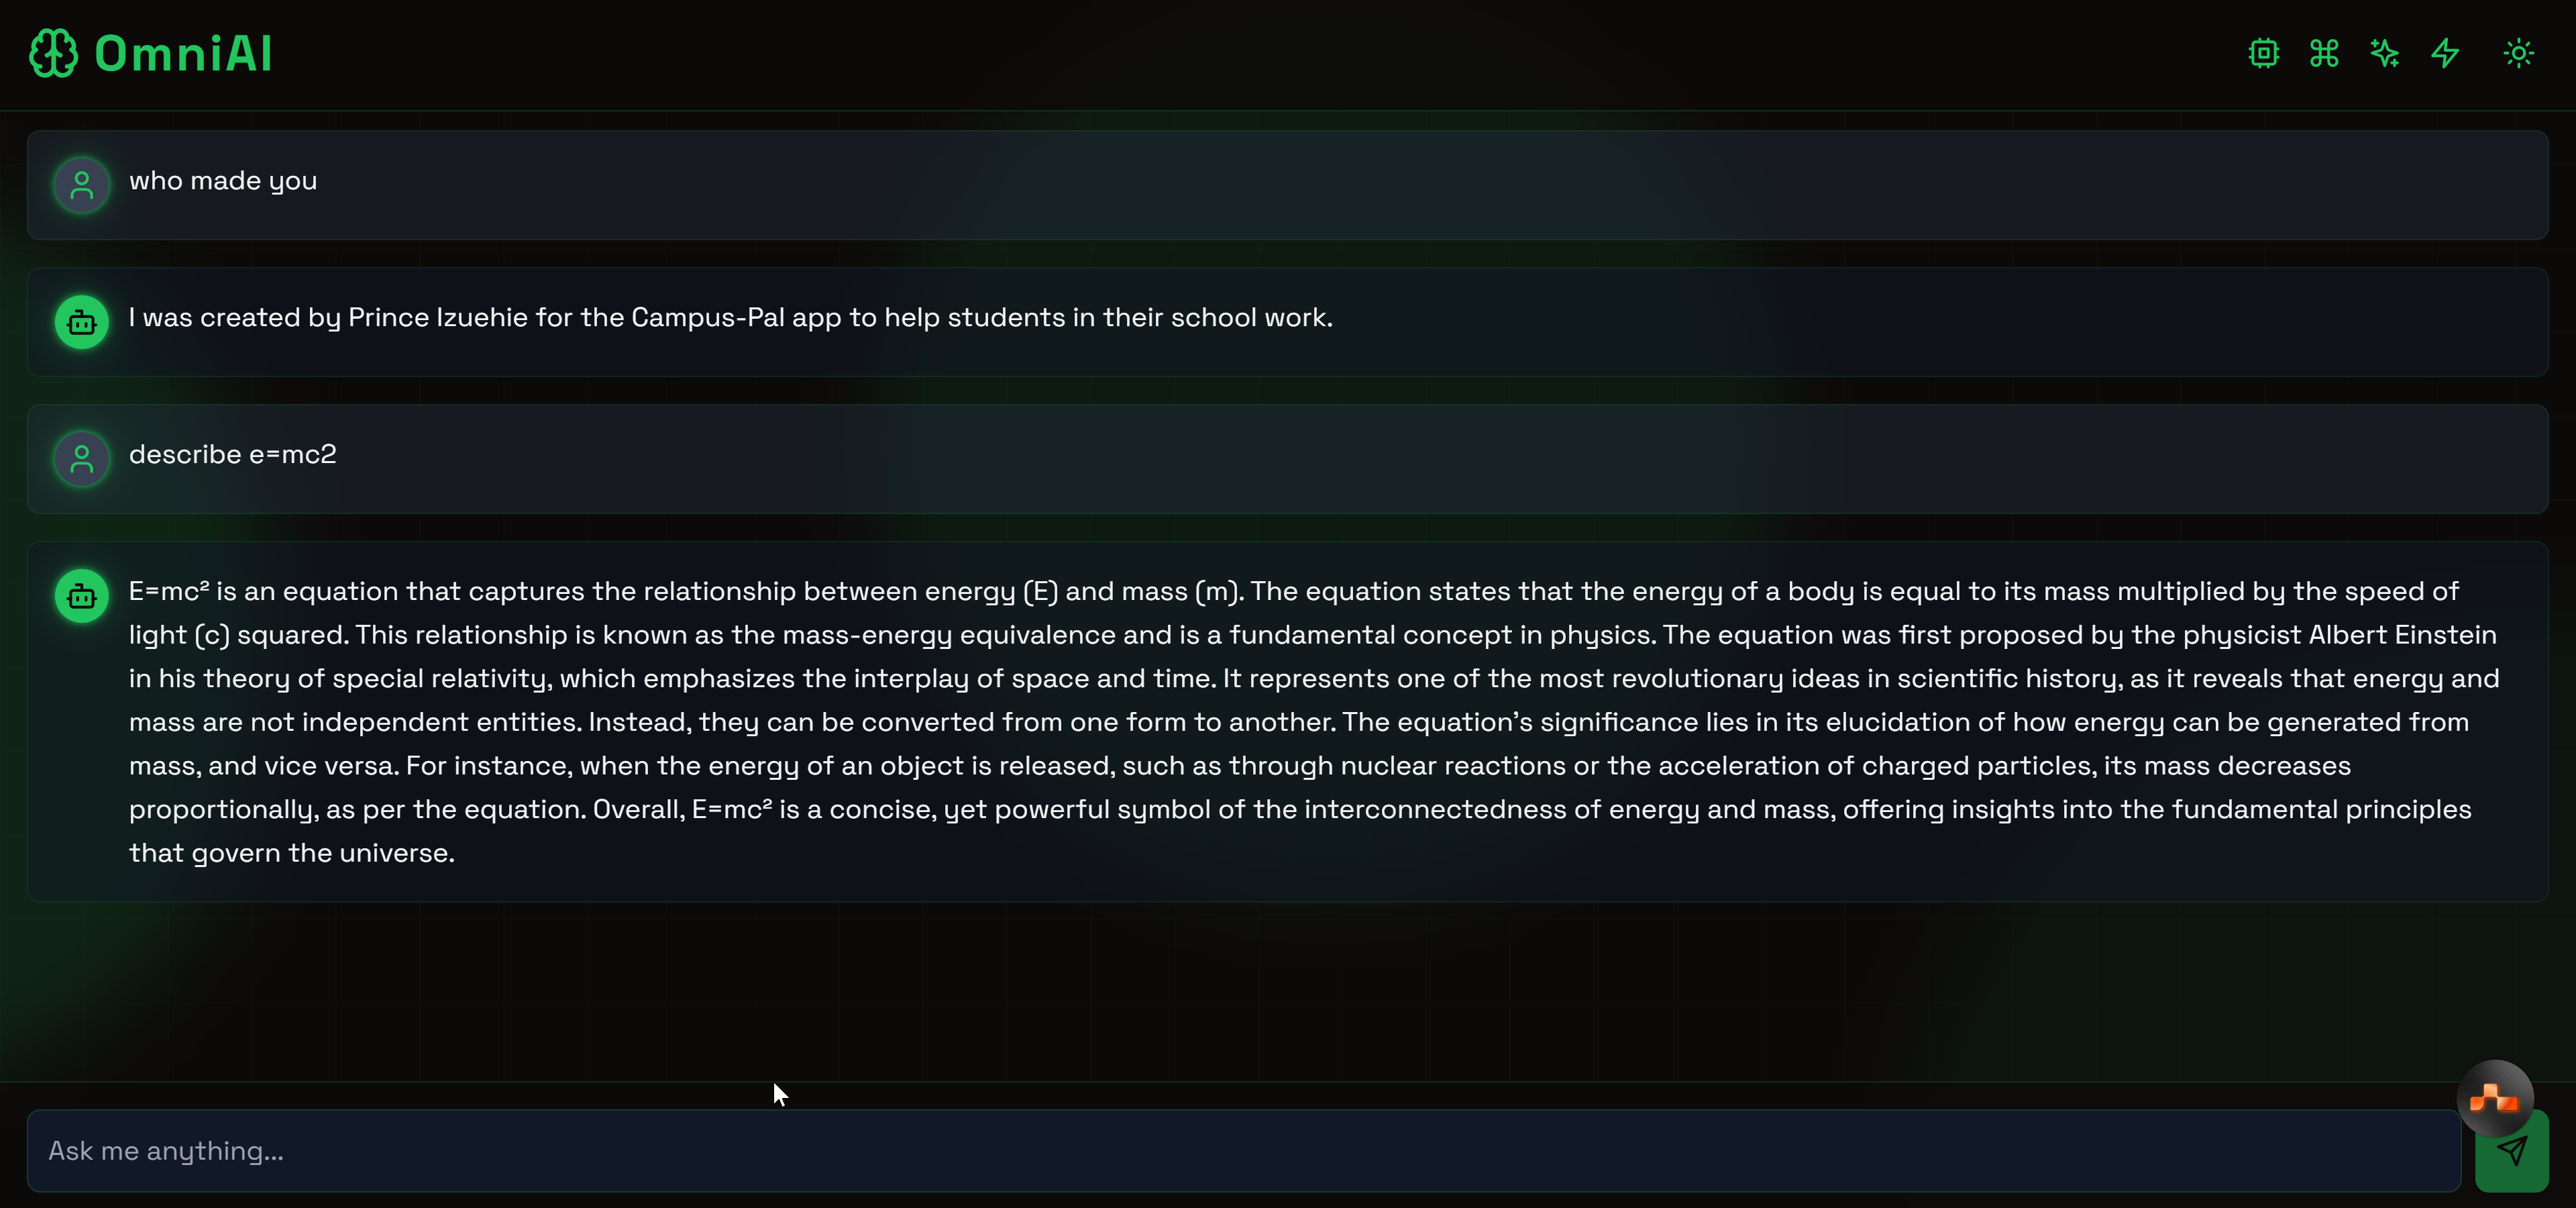 OmniAI
who made you
I was created by Prince Izuehie for the Campus-Pal app to help students in their school work.
describe e=mc2
E=mc² is an equation that captures the relationship between energy (E) and mass (m). The equation states that the energy of a body is equal to its mass multiplied by the speed of
light (c) squared. This relationship is known as the mass-energy equivalence and is a fundamental concept in physics. The equation was first proposed by the physicist Albert Einstein
in his theory of special relativity, which emphasizes the interplay of space and time. It represents one of the most revolutionary ideas in scientific history, as it reveals that energy and
mass are not independent entities. Instead, they can be converted from one form to another. The equation's significance lies in its elucidation of how energy can be generated from
mass, and vice versa. For instance, when the energy of an object is released, such as through nuclear reactions or the acceleration of charged particles, its mass decreases
proportionally, as per the equation. Overall, E=mc² is a concise, yet powerful symbol of the interconnectedness of energy and mass, offering insights into the fundamental principles
that govern the universe.
Ask me anything...